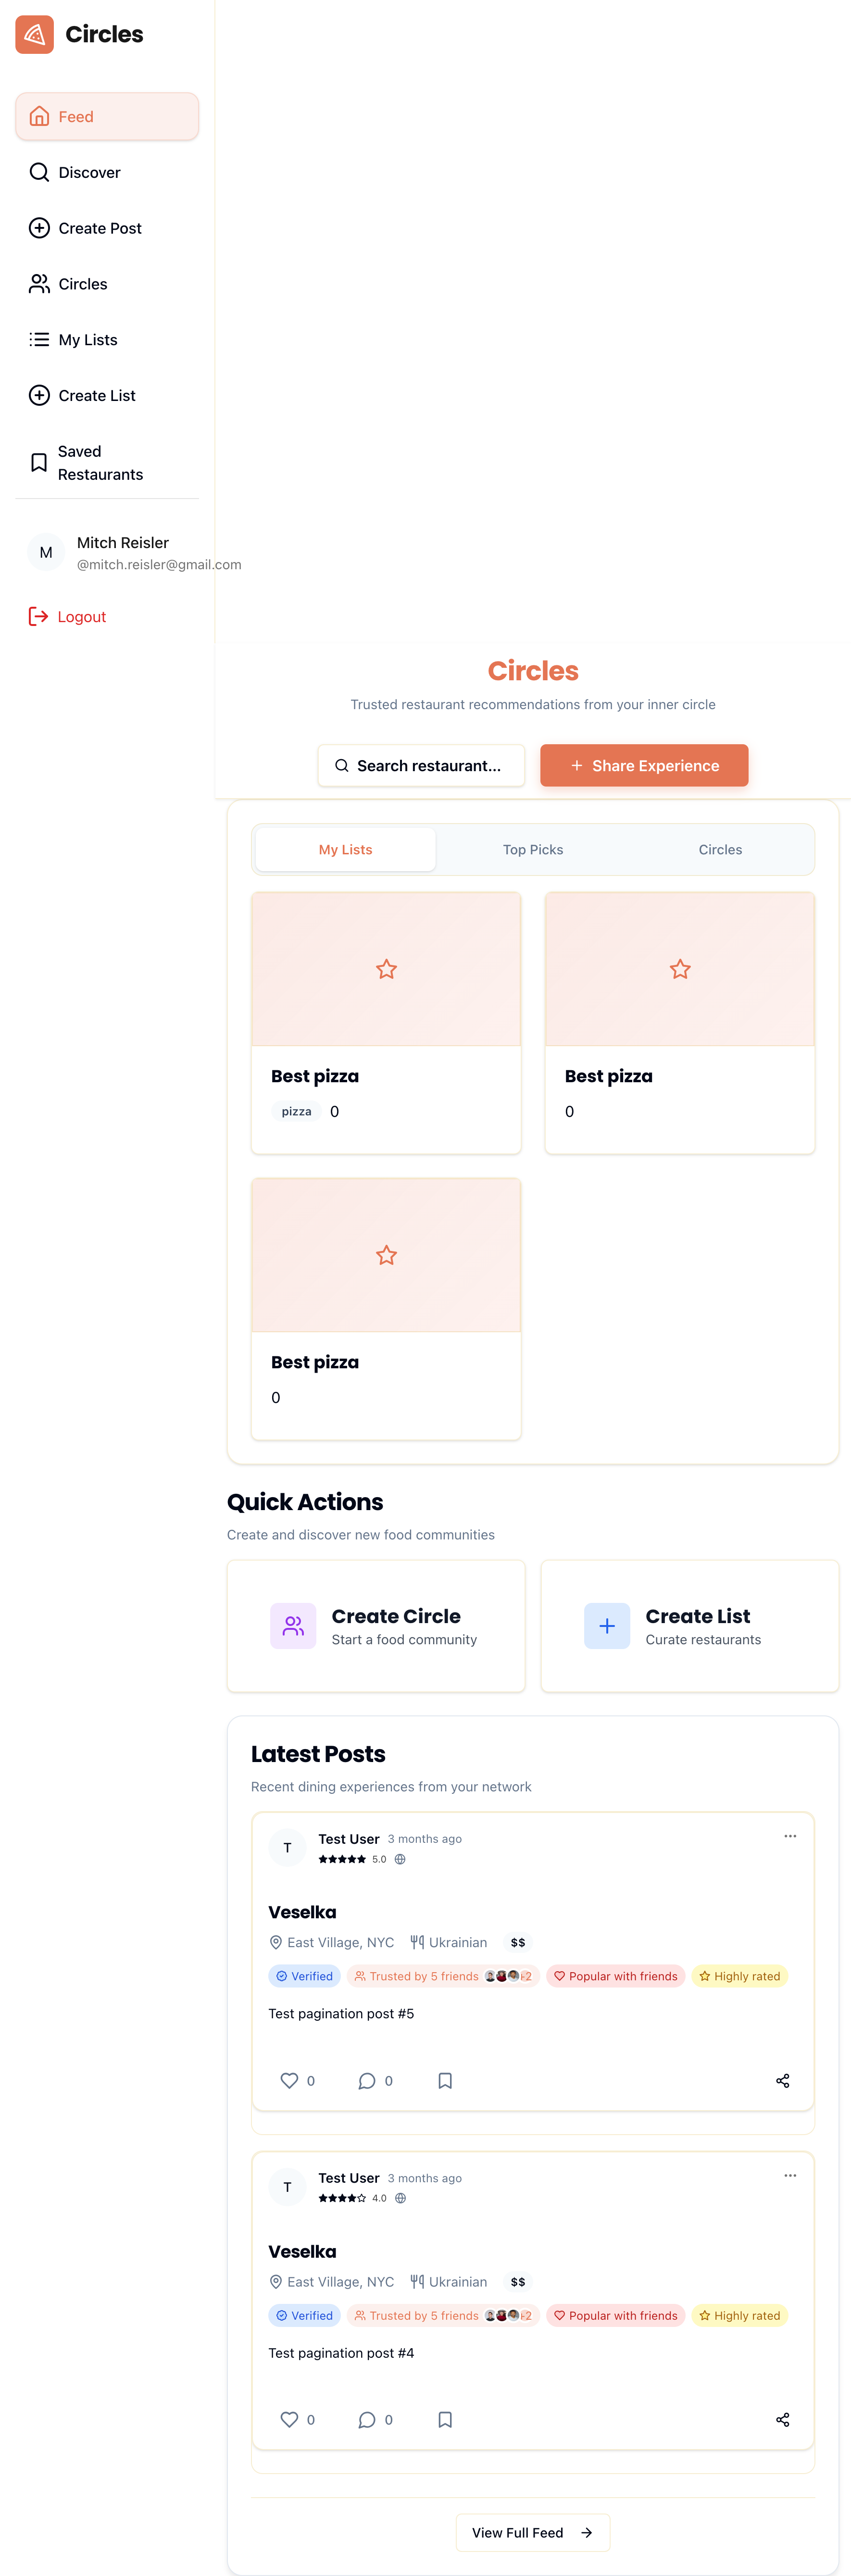 Circles
Feed
Discover
Create Post
Circles
My Lists
Create List
Saved
Restaurants
M
Mitch Reisler
@mitch.reisler@gmail.com
Logout
Circles
Trusted restaurant recommendations from your inner circle
Search restaurant...
Share Experience
My Lists Top Picks Circles
Best pizza
pizza 0
Best pizza
0
Best pizza
0
Quick Actions
Create and discover new food communities
Create Circle
Start a food community
Create List
Curate restaurants
Latest Posts
Recent dining experiences from your network
T
Test User 3 months ago
5.0
Veselka
East Village, NYC Ukrainian $$
Verified Trusted by 5 friends +2 Popular with friends Highly rated
Test pagination post #5
0 0
T
Test User 3 months ago
4.0
Veselka
East Village, NYC Ukrainian $$
Verified Trusted by 5 friends +2 Popular with friends Highly rated
Test pagination post #4
0 0
View Full Feed